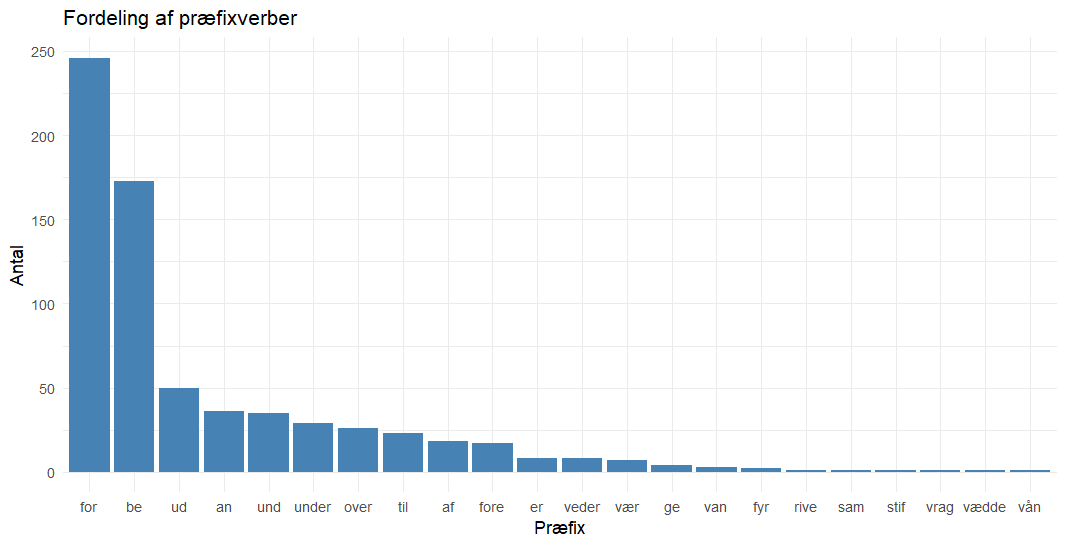 Fordeling af præfixverber
250
200
150
100
50
0
Antal
for be ud an und under over til af fore er veder vær ge van fyr rive sam stif vrag vædde vån
Præfix